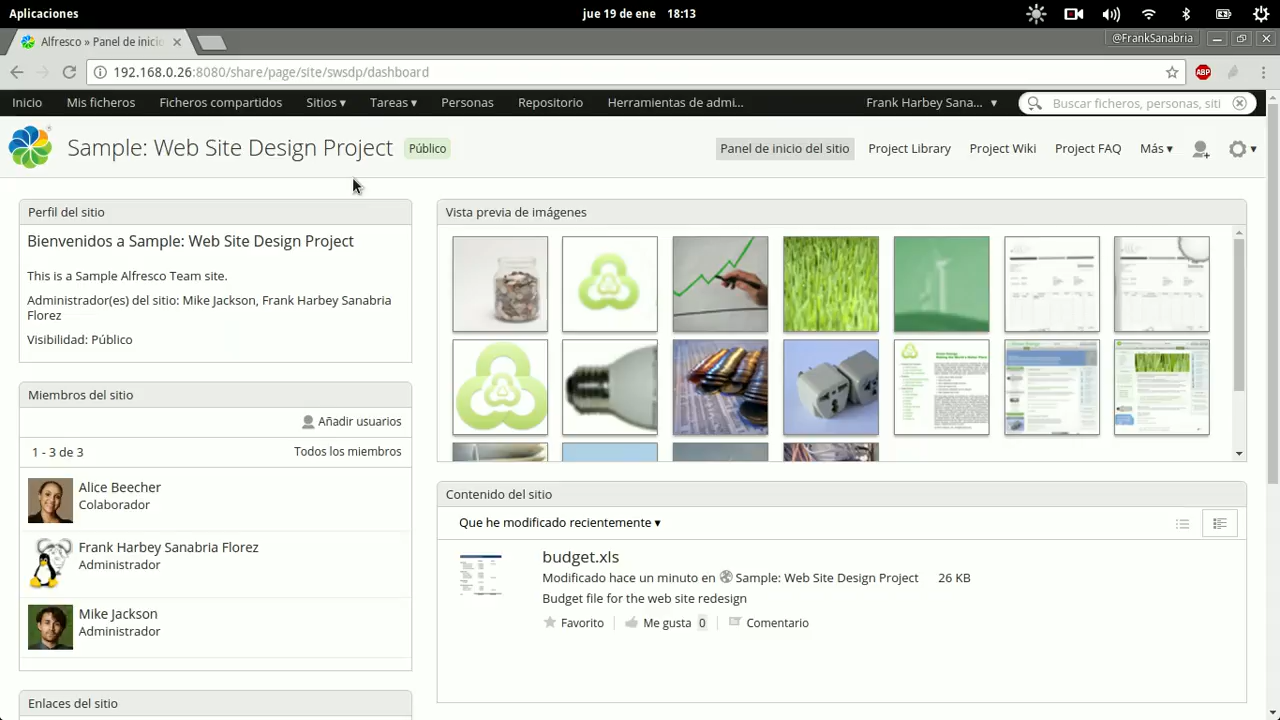 Aplicaciones
jue 19 de ene 18:13
Alfresco » Panel de inicio
@FrankSanabria
192.168.0.26:8080/share/page/site/swsdp/dashboard
ABP
Inicio Mis ficheros Ficheros compartidos Sitios ▾ Tareas ▾ Personas Repositorio Herramientas de admi... Frank Harbey Sana... ▾ Buscar ficheros, personas, siti
Sample: Web Site Design Project Público
Panel de inicio del sitio Project Library Project Wiki Project FAQ Más ▾
Perfil del sitio
Bienvenidos a Sample: Web Site Design Project
This is a Sample Alfresco Team site.
Administrador(es) del sitio: Mike Jackson, Frank Harbey Sanabria
Florez
Visibilidad: Público
Miembros del sitio
Añadir usuarios
1 - 3 de 3 Todos los miembros
Alice Beecher
Colaborador
Frank Harbey Sanabria Florez
Administrador
Mike Jackson
Administrador
Enlaces del sitio
Vista previa de imágenes
Contenido del sitio
Que he modificado recientemente ▾
budget.xls
Modificado hace un minuto en Sample: Web Site Design Project 26 KB
Budget file for the web site redesign
Favorito Me gusta 0 Comentario